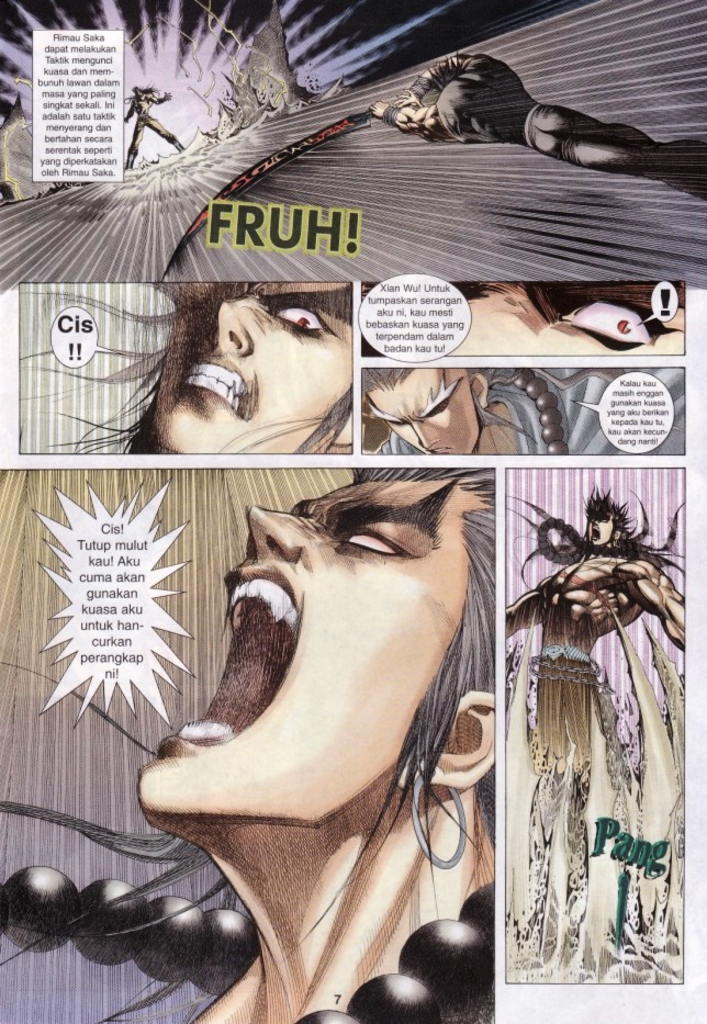 Rimau Saka
dapat melakukan
Taktik mengunci
kuasa dan mem-
bunuh lawan dalam
masa yang paling
singkat sekali. Ini
adalah satu taktik
menyerang dan
bertahan serentak seperti
yang diperkatakan
oleh Rimau Saka.
FRUH!
Cis
!!
Xian Wu! Untuk
tumpaskan serangan
aku ni, kau mesti
bebaskan kuasa yang
terpendam dalam
badan kau tu!
!
Kalau kau
masih enggan
gunakan kuasa
yang aku berikan
kepada kau tu,
kau akan kecun-
dang nanti!
Cis!
Tutup mulut
kau! Aku
cuma akan
gunakan
kuasa aku
untuk han-
curkan
perangkap
ni!
Pang
!
7